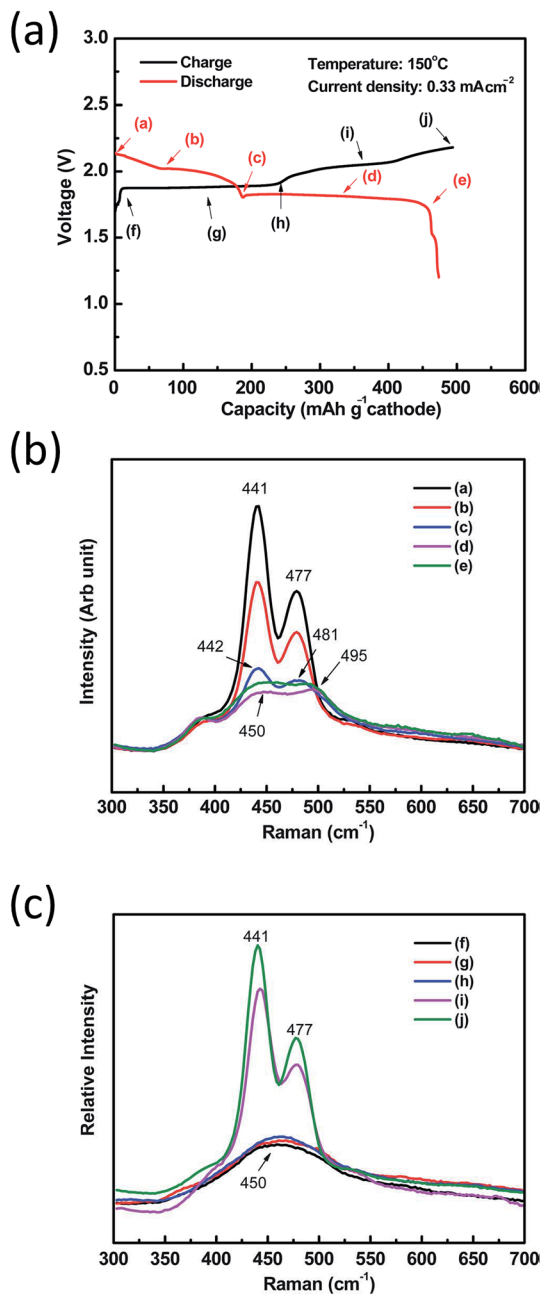 (a)
3.0
2.5
2.0
1.5
1.0
0.5
Voltage (V)
Charge
Discharge
Temperature: 150°C
Current density: 0.33 mAcm⁻²
(a)
(b)
(c)
(d)
(e)
(f)
(g)
(h)
(i)
(j)
0 100 200 300 400 500 600
Capacity (mAh g⁻¹cathode)
(b)
Intensity (Arb unit)
441
477
442
481
495
450
(a)
(b)
(c)
(d)
(e)
300 350 400 450 500 550 600 650 700
Raman (cm⁻¹)
(c)
Relative Intensity
441
477
450
(f)
(g)
(h)
(i)
(j)
300 350 400 450 500 550 600 650 700
Raman (cm⁻¹)